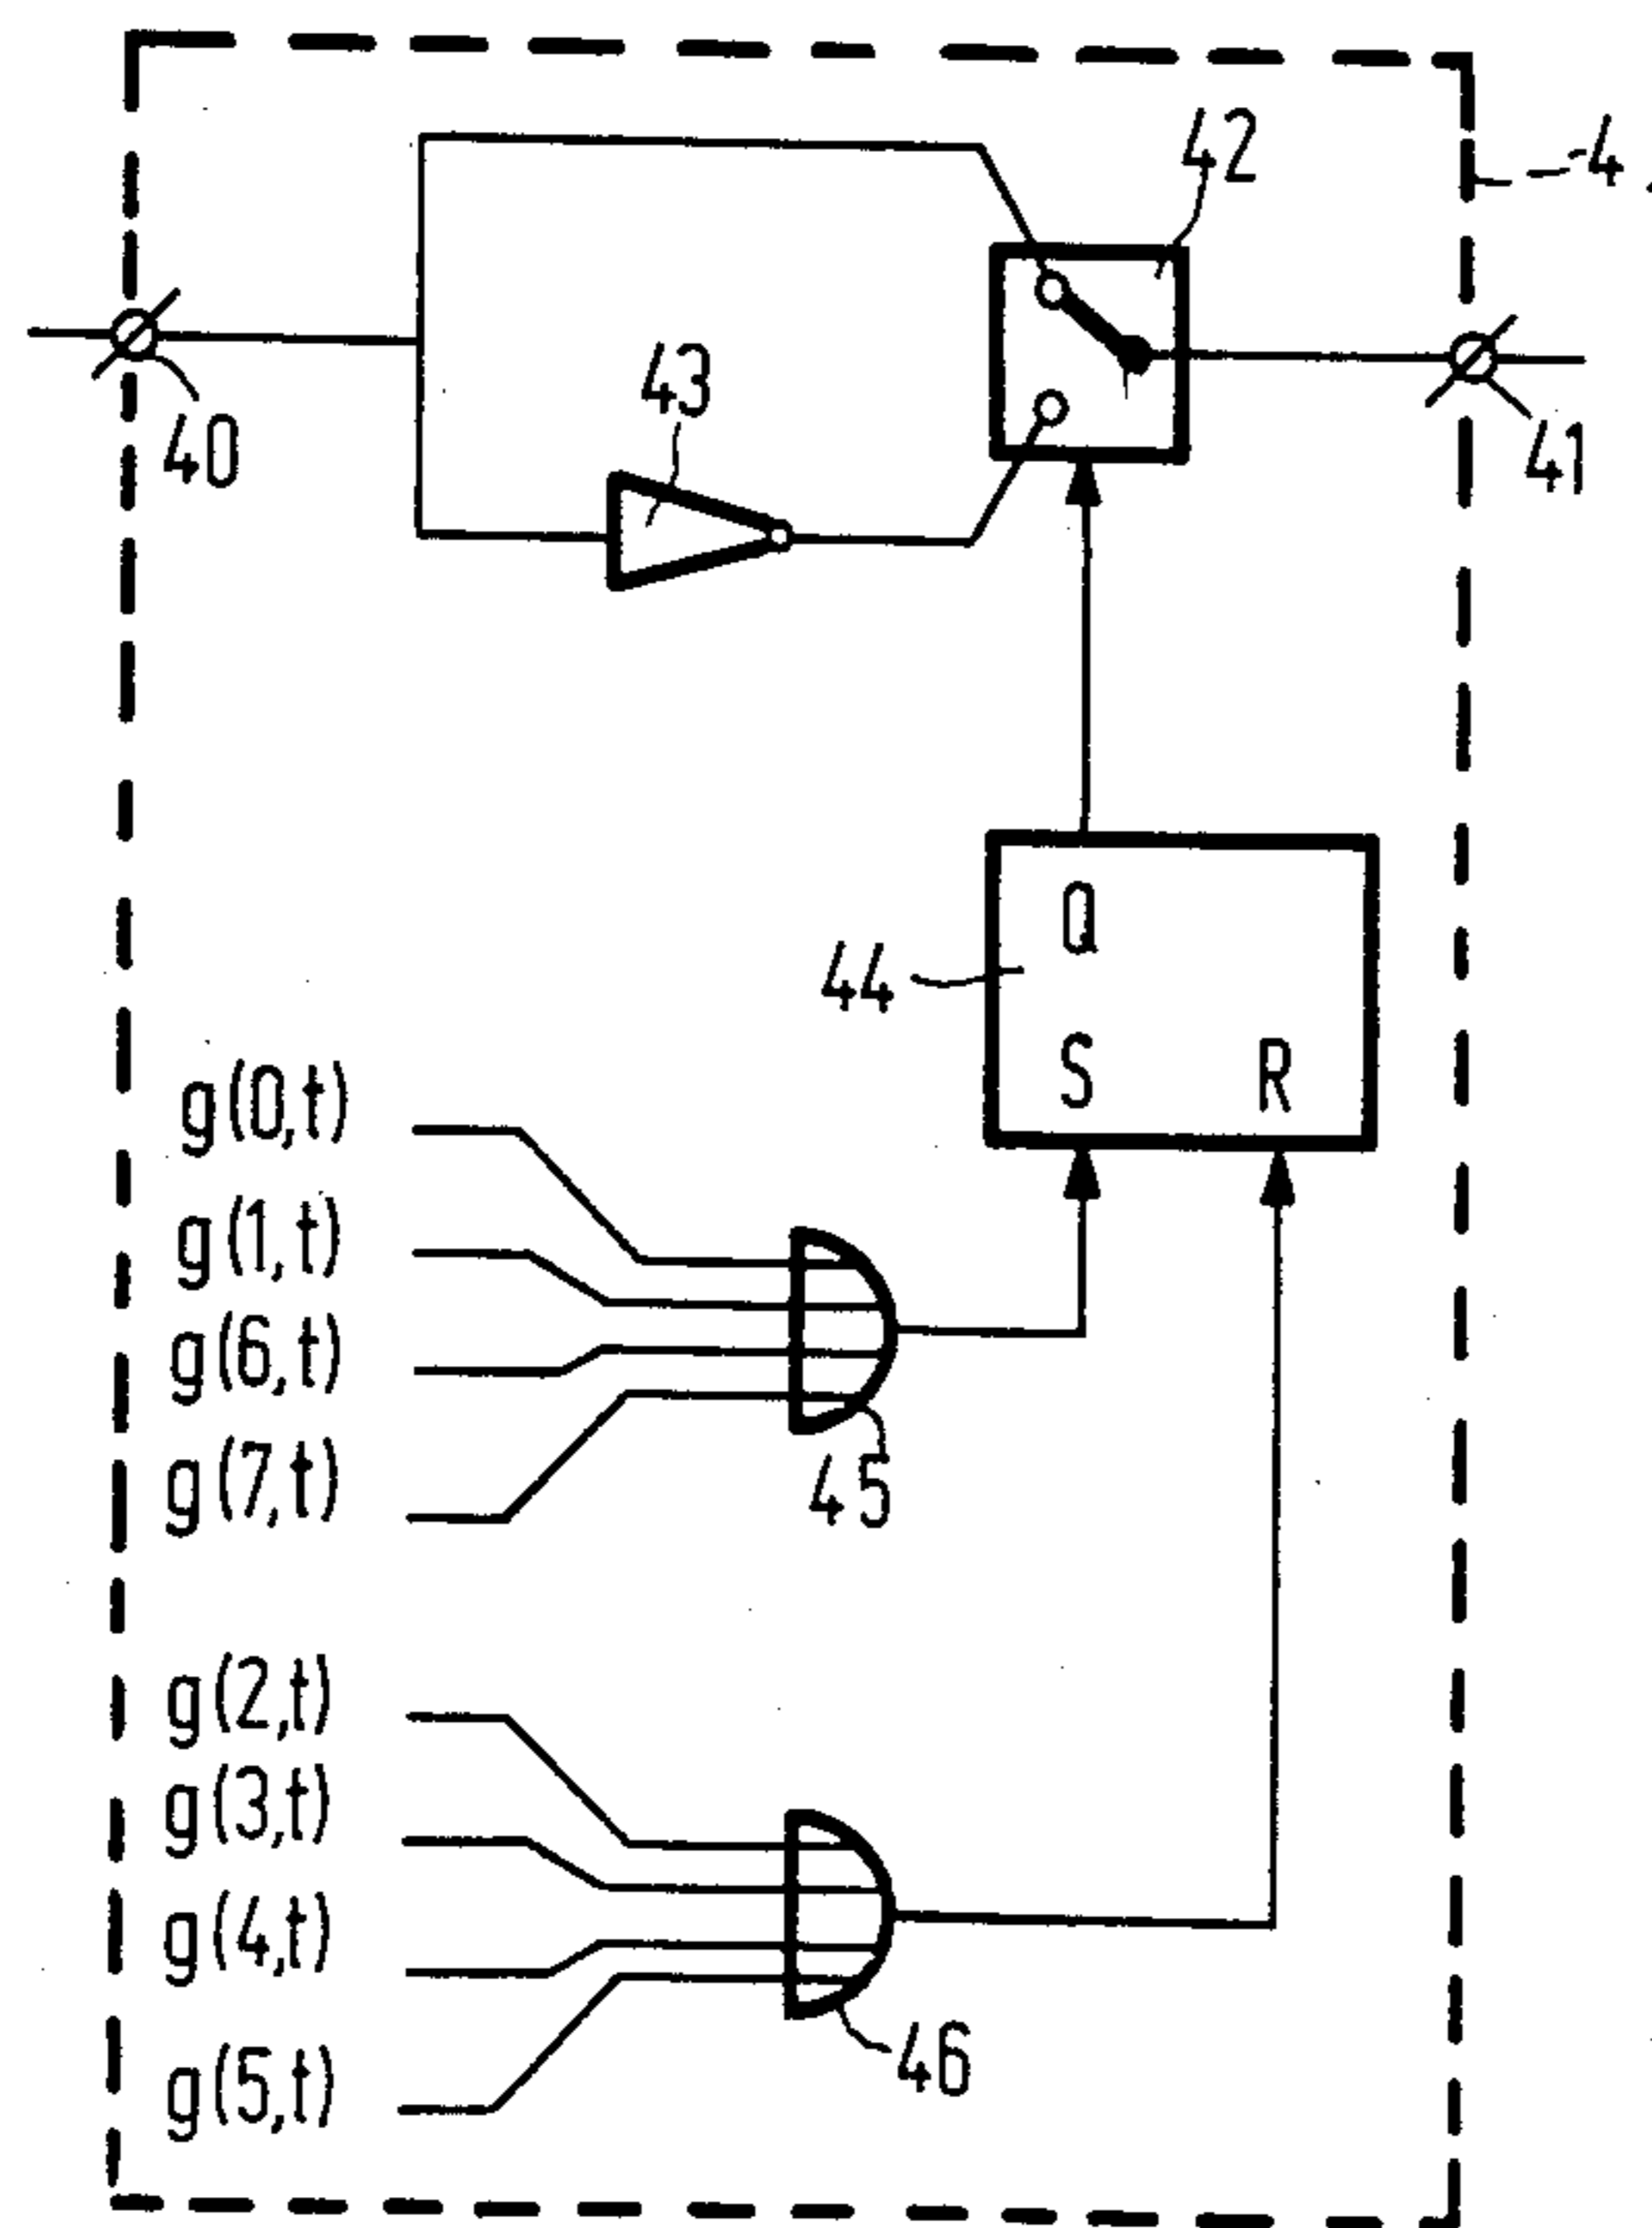 42
4
43
40
41
Q
44
S R
g(0,t)
g(1,t)
g(6,t)
g(7,t)
45
g(2,t)
g(3,t)
g(4,t)
46
g(5,t)